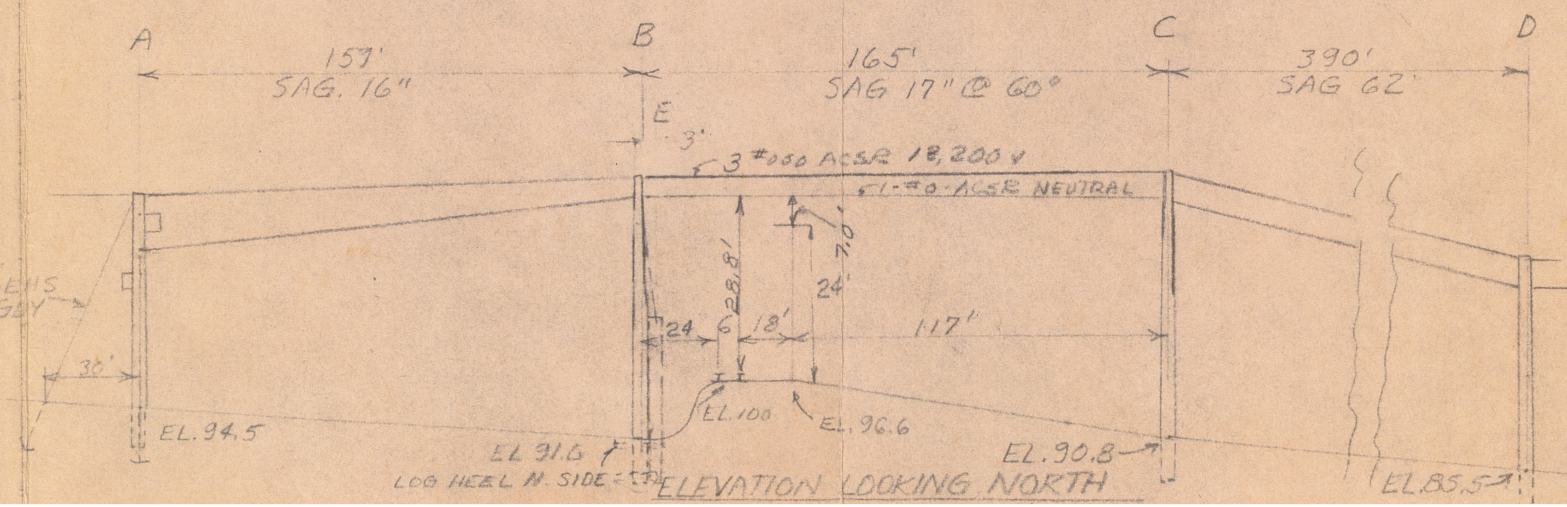 A B C D
159' 165' 390'
SAG. 16" SAG 17" @ 60° SAG 62
E
3'
3 #000 ACSR 13,200 V
1-#0-ACSR NEUTRAL
28.8'
7.0'
24'
24 6 18' 117'
GUY
30'
EL.100
EL.96.6
EL.94.5
EL 91.6
EL.90.8
LOG HEEL N. SIDE
EL.85.5
ELEVATION LOOKING NORTH